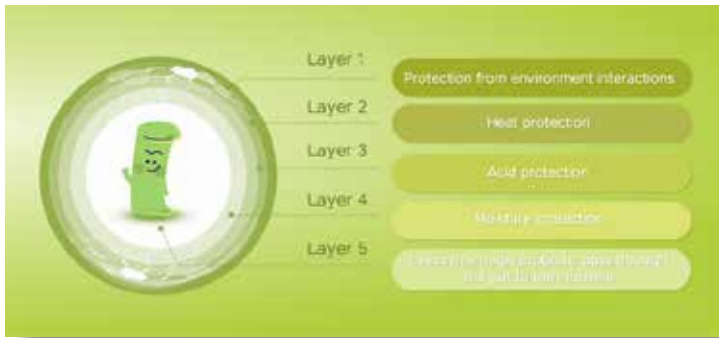 Layer 1
Protection from environment interactions
Layer 2
Heat protection
Layer 3
Acid protection
Layer 4
Moisture protection
Layer 5